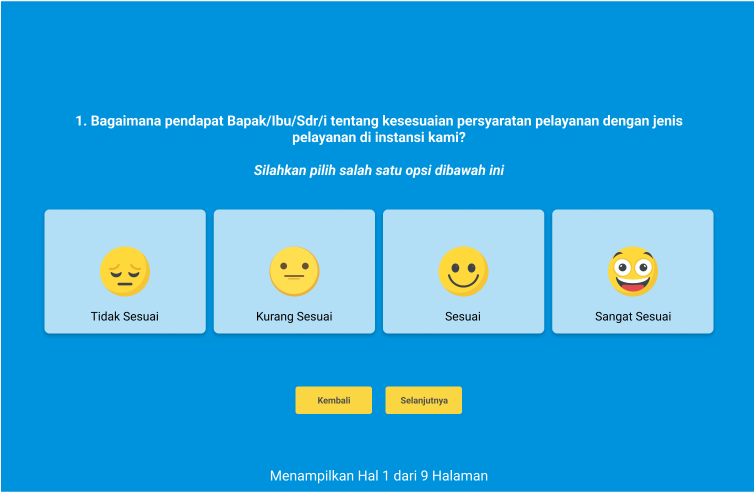 1. Bagaimana pendapat Bapak/Ibu/Sdr/i tentang kesesuaian persyaratan pelayanan dengan jenis
pelayanan di instansi kami?
Silahkan pilih salah satu opsi dibawah ini
Tidak Sesuai
Kurang Sesuai
Sesuai
Sangat Sesuai
Kembali
Selanjutnya
Menampilkan Hal 1 dari 9 Halaman